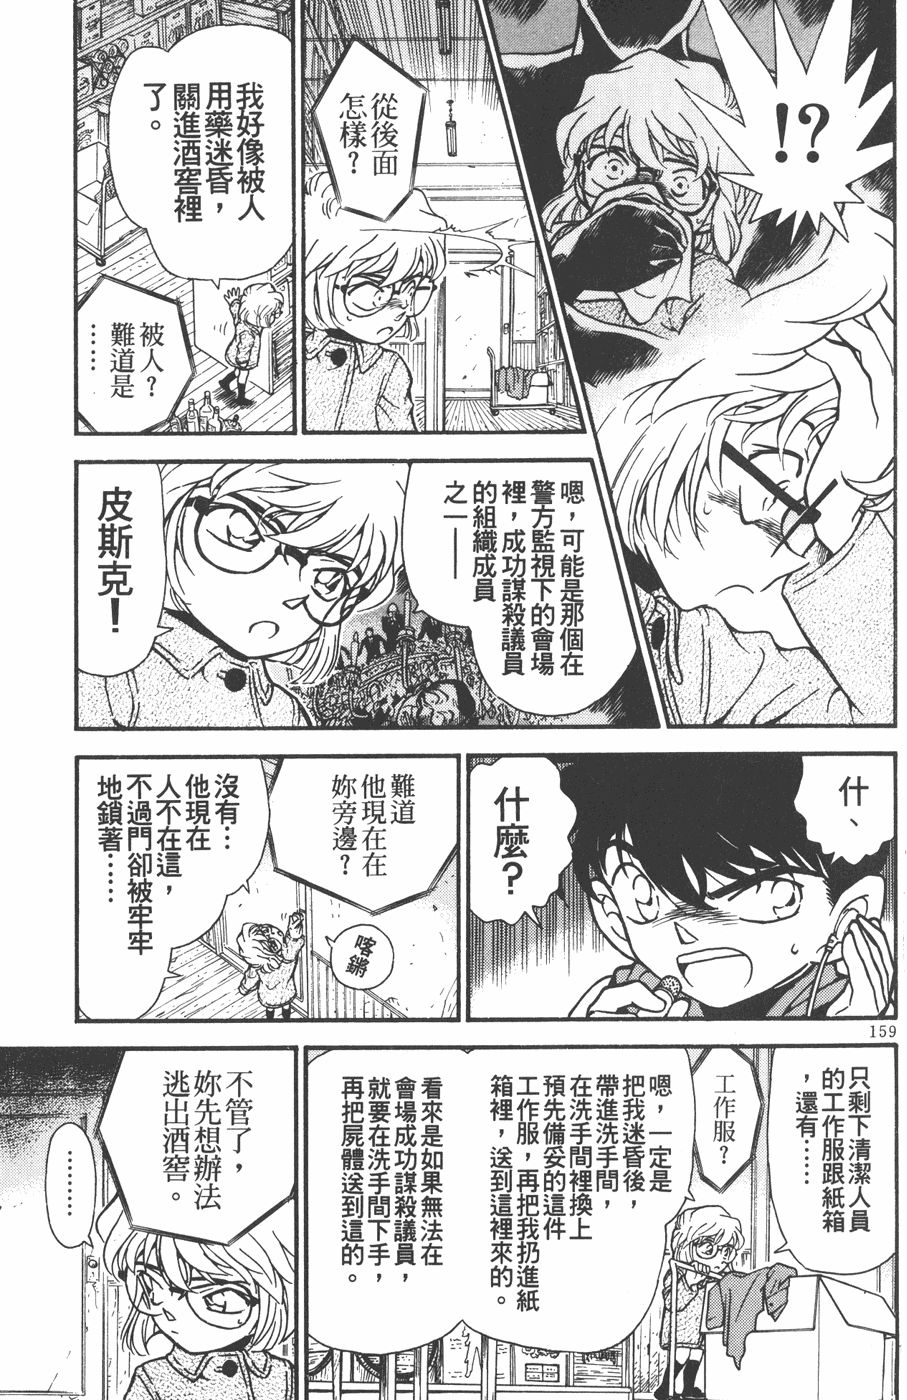 !?
從後面
怎樣？
我好像被人
用藥迷昏，
關進酒窖裡
了。
被人？
難道是
……
嗯，可能是那個在
警方監視下的會場
裡，成功謀殺議員
的組織成員
之一——
皮斯克！
什、
什麼？
難道
他現在在
妳旁邊？
沒有…
他現在
人不在這，
不過門卻被牢牢
地鎖著……
喀鏘
159
只剩下清潔人員
的工作服跟紙箱
，還有……
工作服？
嗯，一定是
把我迷昏後，
帶進洗手間，
在洗手間裡換上
預先備妥的這件
工作服，再把我扔進紙
箱裡，送到這裡來的。
看來是如果無法在
會場成功謀殺議員，
就要在洗手間下手，
再把屍體送到這的。
不管了，
妳先想辦法
逃出酒窖。
……